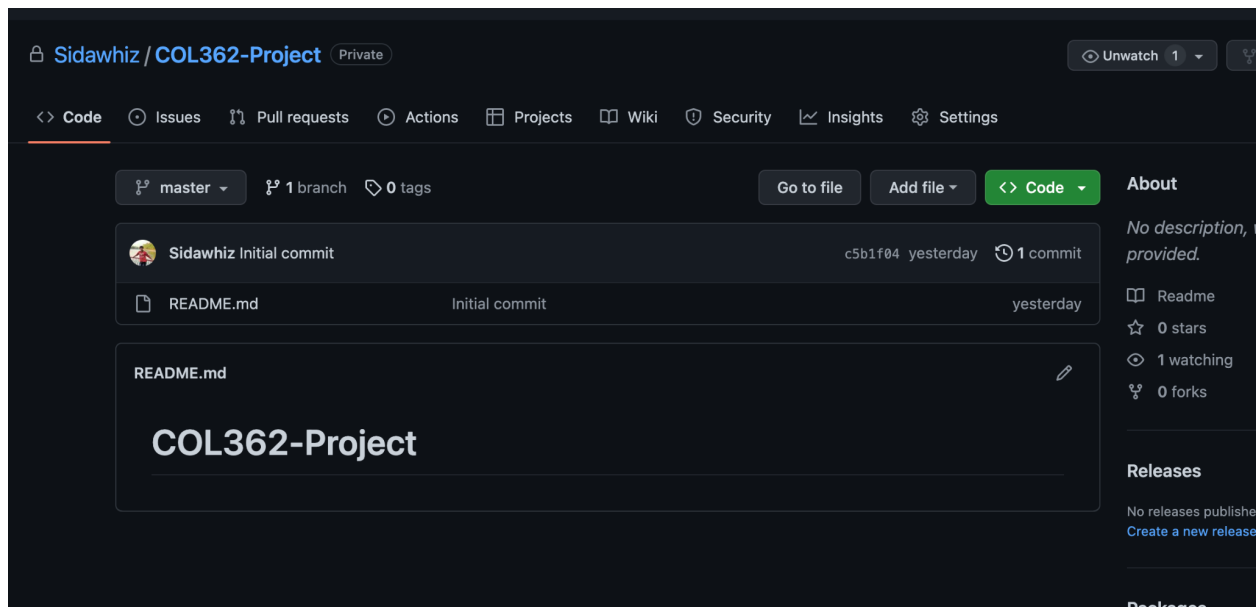 Sidawhiz / COL362-Project Private
Unwatch 1
Code Issues Pull requests Actions Projects Wiki Security Insights Settings
master 1 branch 0 tags Go to file Add file Code
Sidawhiz Initial commit c5b1f04 yesterday 1 commit
README.md Initial commit yesterday
README.md
COL362-Project
About
No description,
provided.
Readme
0 stars
1 watching
0 forks
Releases
No releases publishe
Create a new release
Packages